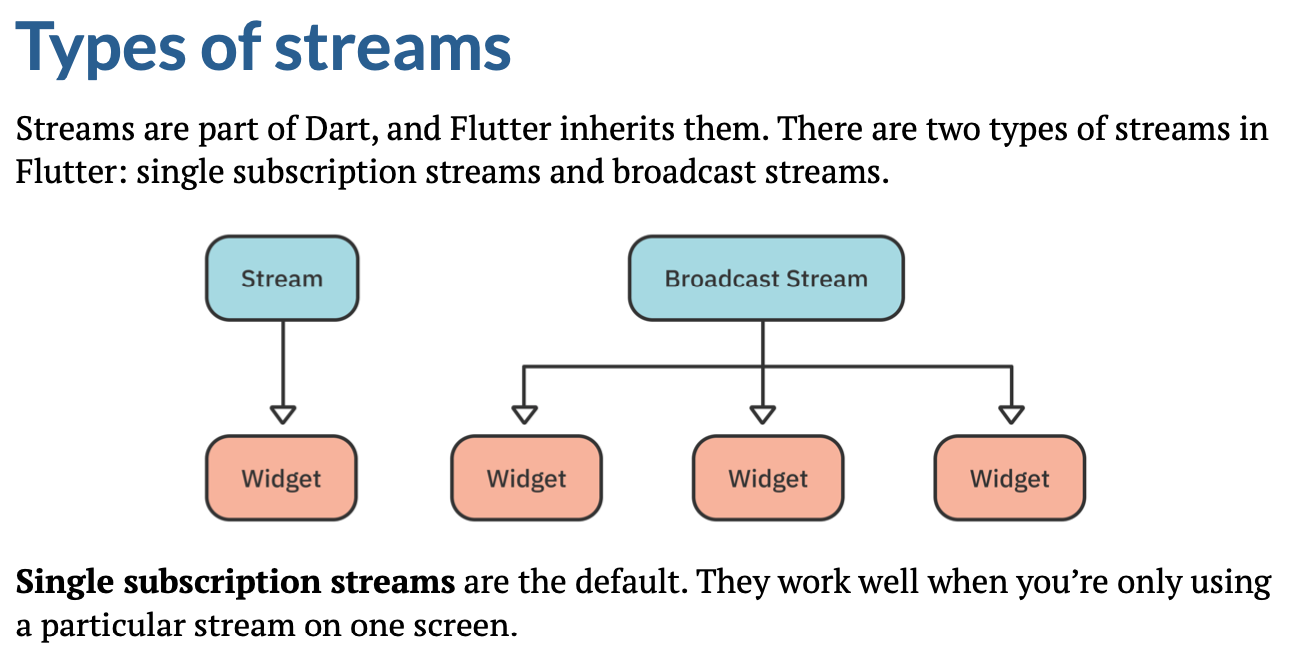 Types of streams
Streams are part of Dart, and Flutter inherits them. There are two types of streams in
Flutter: single subscription streams and broadcast streams.
Stream
Broadcast Stream
Widget
Widget
Widget
Widget
Single subscription streams are the default. They work well when you’re only using
a particular stream on one screen.